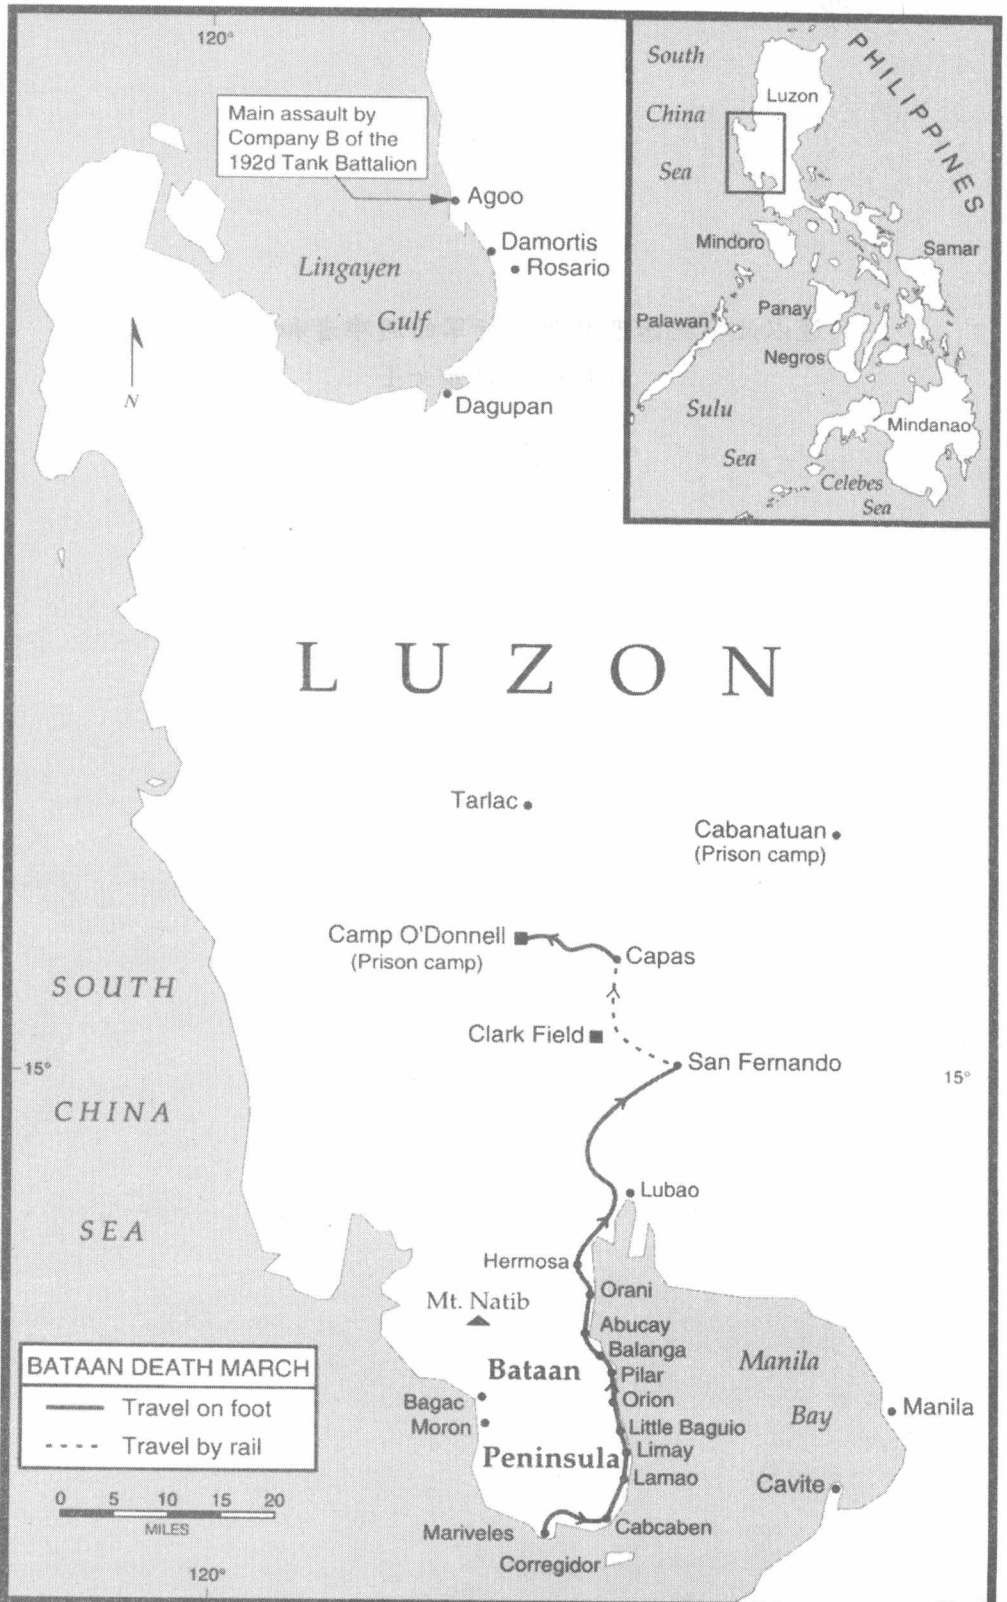 120°
Main assault by
Company B of the
192d Tank Battalion
Agoo
Damortis
Rosario
Lingayen
Gulf
N
Dagupan
South
China
Sea
PHILIPPINES
Luzon
Mindoro
Samar
Palawan
Panay
Negros
Sulu
Sea
Mindanao
Celebes
Sea
LUZON
Tarlac
Cabanatuan
(Prison camp)
Camp O'Donnell
(Prison camp)
Capas
Clark Field
San Fernando
15°
15°
SOUTH
CHINA
SEA
Lubao
Hermosa
Orani
Mt. Natib
Abucay
Balanga
Pilar
Bataan
Orion
Bagac
Moron
Little Baguio
Peninsula
Limay
Lamao
Manila
Bay
Manila
Cavite
Mariveles
Cabcaben
Corregidor
BATAAN DEATH MARCH
Travel on foot
Travel by rail
0 5 10 15 20
MILES
120°